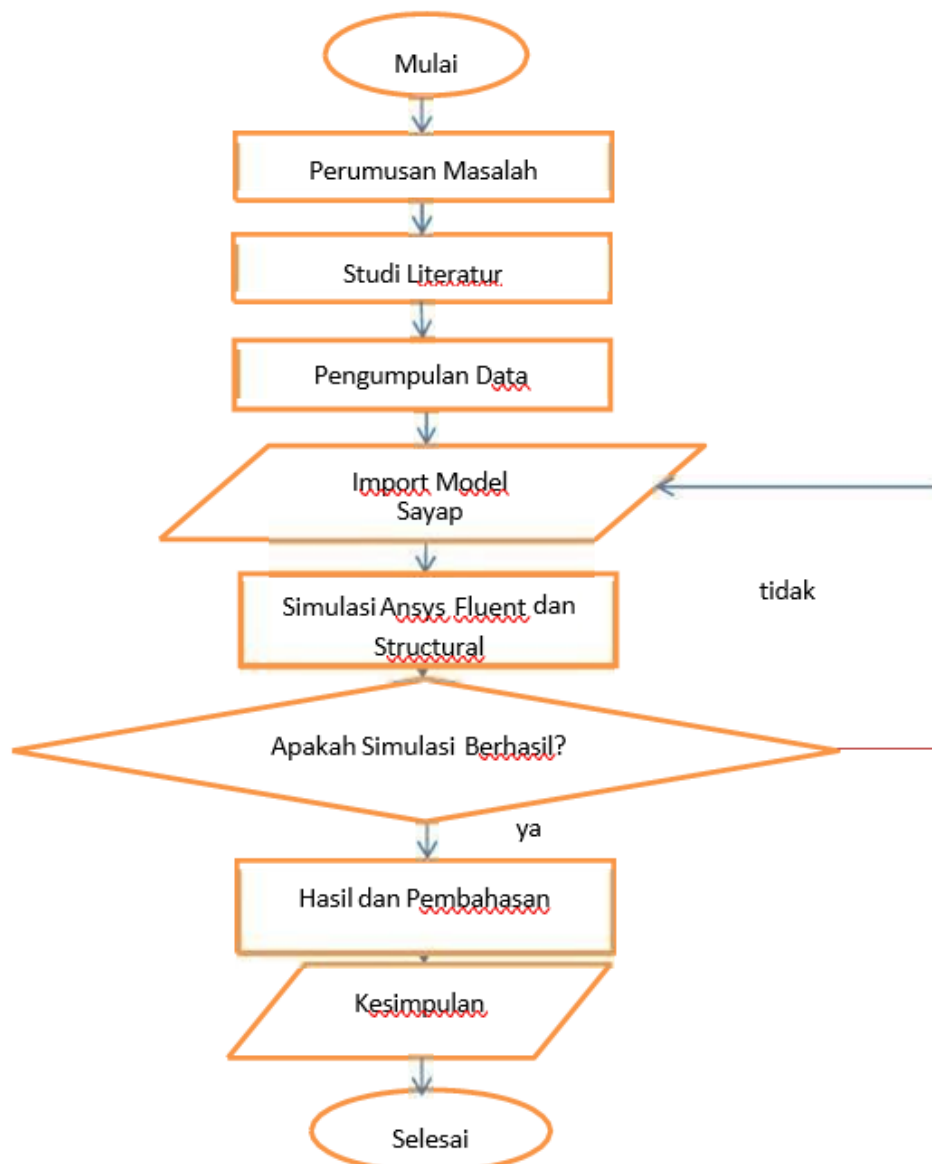 Mulai
Perumusan Masalah
Studi Literatur
Pengumpulan Data
Import Model
Sayap
Simulasi Ansys Fluent dan
Structural
tidak
Apakah Simulasi Berhasil?
ya
Hasil dan Pembahasan
Kesimpulan
Selesai